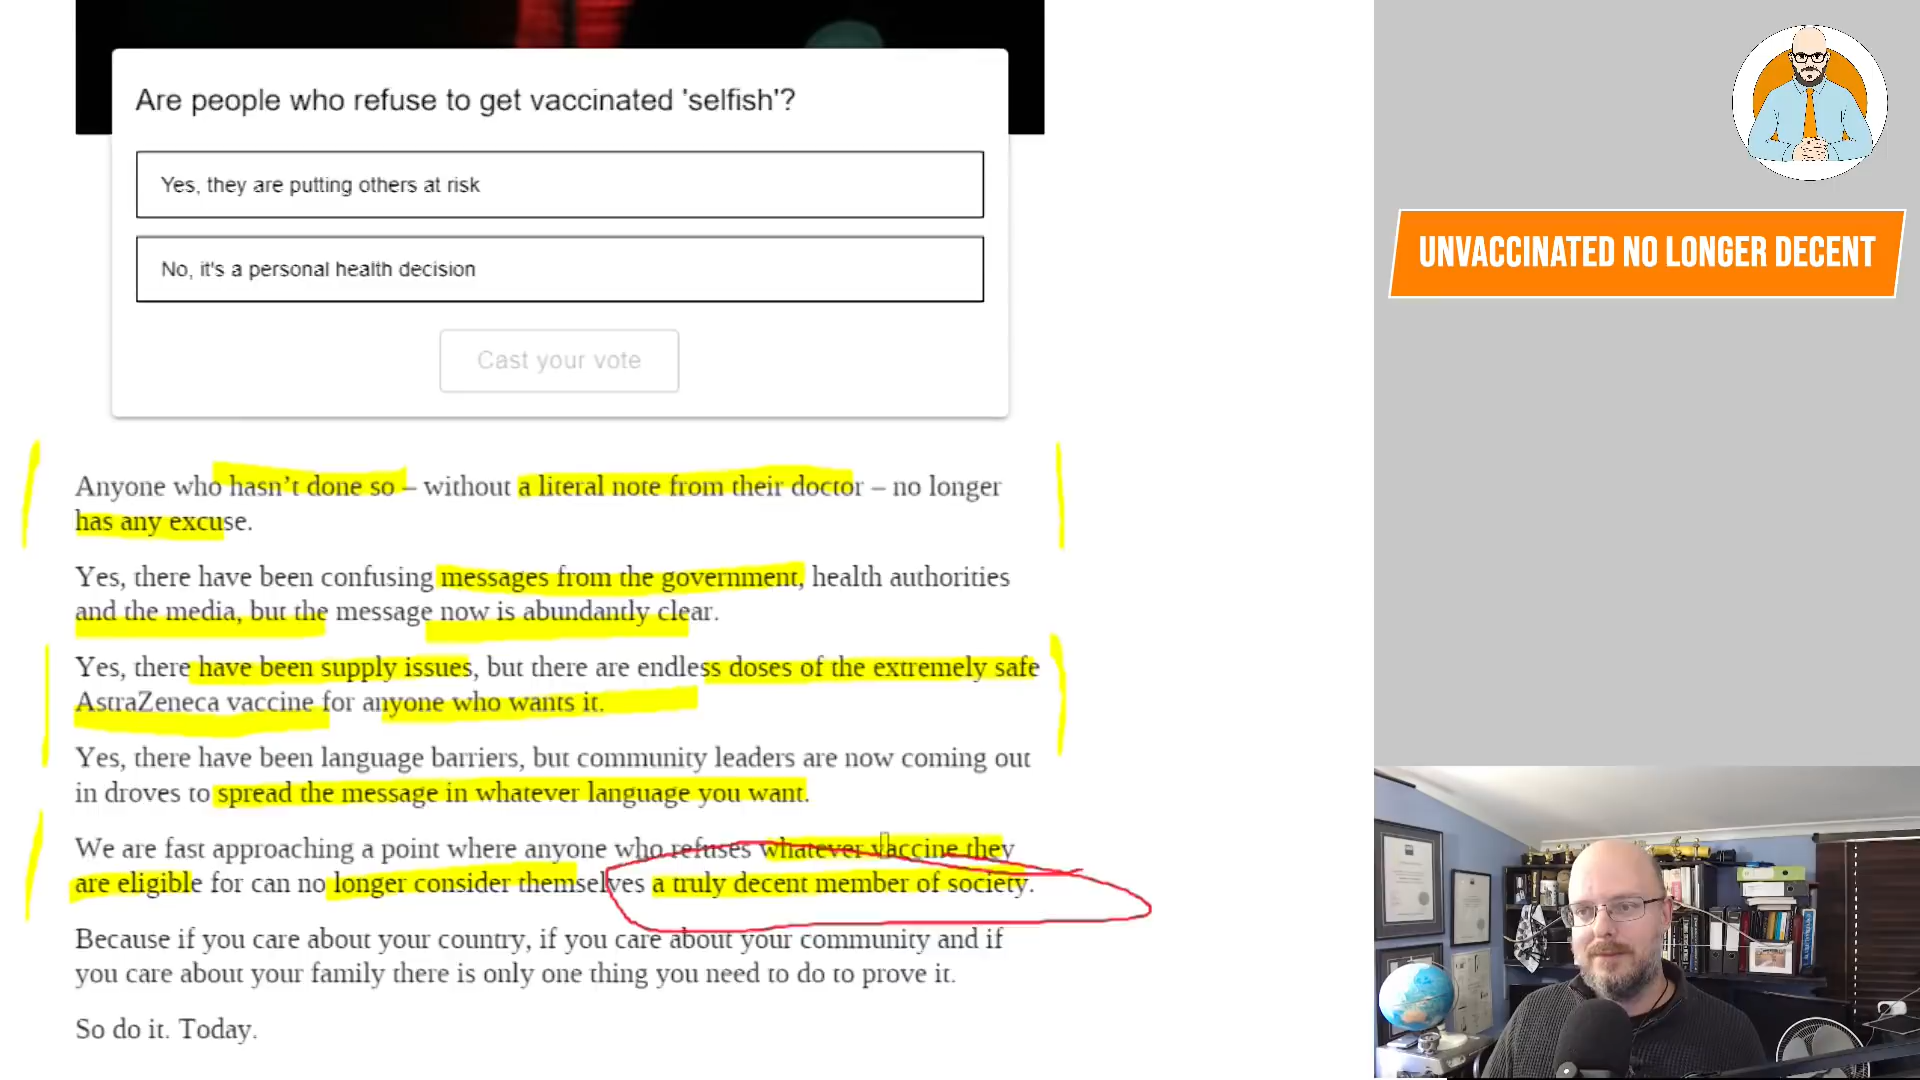 Are people who refuse to get vaccinated 'selfish'?
Yes, they are putting others at risk
No, it's a personal health decision
Cast your vote
UNVACCINATED NO LONGER DECENT
Anyone who hasn’t done so – without a literal note from their doctor – no longer
has any excuse.
Yes, there have been confusing messages from the government, health authorities
and the media, but the message now is abundantly clear.
Yes, there have been supply issues, but there are endless doses of the extremely safe
AstraZeneca vaccine for anyone who wants it.
Yes, there have been language barriers, but community leaders are now coming out
in droves to spread the message in whatever language you want.
We are fast approaching a point where anyone who refuses whatever vaccine they
are eligible for can no longer consider themselves a truly decent member of society.
Because if you care about your country, if you care about your community and if
you care about your family there is only one thing you need to do to prove it.
So do it. Today.